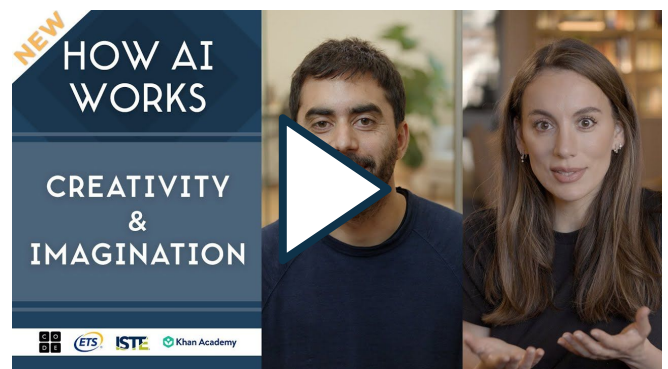 NEW
HOW AI
WORKS
CREATIVITY
&
IMAGINATION
CODE
ETS
ISTE
Khan Academy